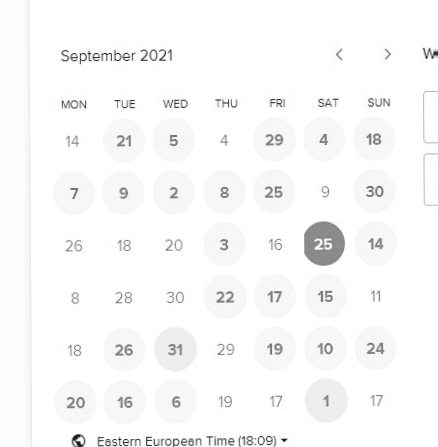 September 2021
MON TUE WED THU FRI SAT SUN
14 21 5 4 29 4 18
7 9 2 8 25 9 30
26 18 20 3 16 25 14
8 28 30 22 17 15 11
18 26 31 29 19 10 24
20 16 6 19 17 1 17
Eastern European Time (18:09)